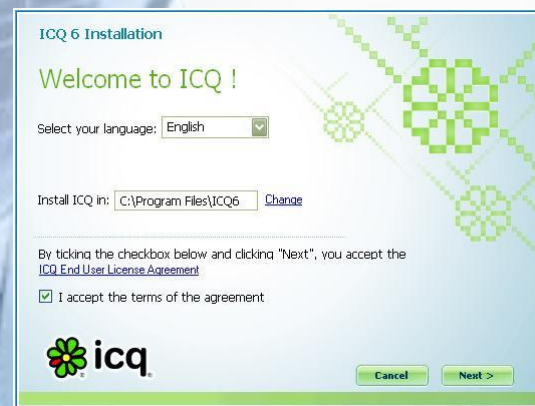 ICQ 6 Installation
Welcome to ICQ !
Select your language: English
Install ICQ in: C:\Program Files\ICQ6 Change
By ticking the checkbox below and clicking "Next", you accept the
ICQ End User License Agreement
I accept the terms of the agreement
icq
Cancel Next >